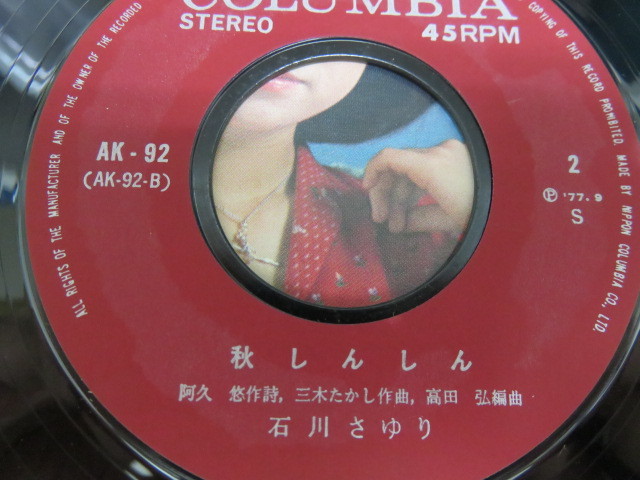 COLUMBIA
STEREO
45RPM
AK - 92
(AK-92-B)
2
Ⓟ '77. 9
S
秋しんしん
阿久 悠作詩, 三木たかし作曲, 高田 弘編曲
石川さゆり
ALL RIGHTS OF THE MANUFACTURER AND OF THE OWNER OF THE RECORDED
COPYING OF THIS RECORD PROHIBITED. MADE BY NIPPON COLUMBIA CO., LTD.